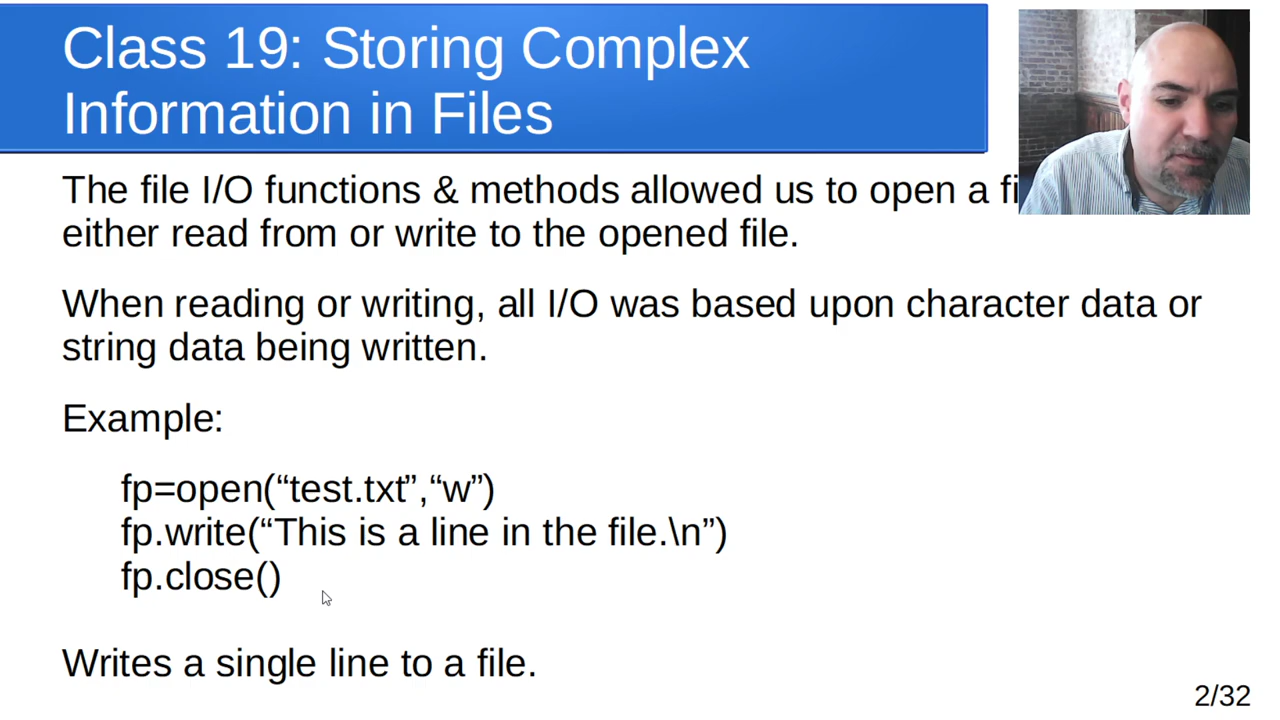 Class 19: Storing Complex
Information in Files
The file I/O functions & methods allowed us to open a
either read from or write to the opened file.
When reading or writing, all I/O was based upon character data or
string data being written.
Example:
fp=open(“test.txt”,“w”)
fp.write(“This is a line in the file.\n”)
fp.close()
Writes a single line to a file.
2/32